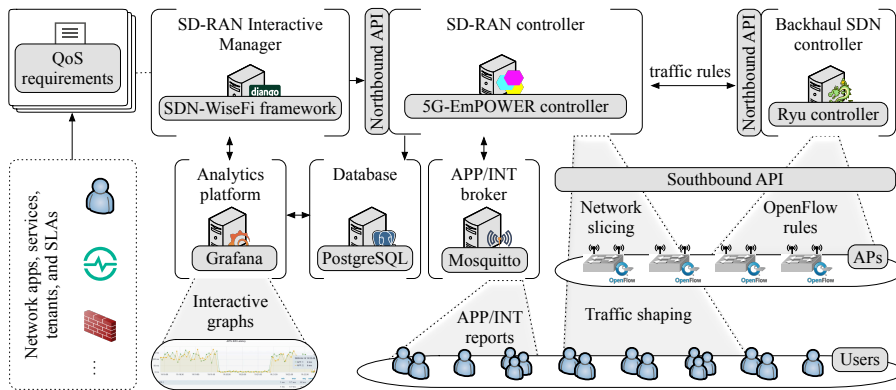 QoS
requirements
SD-RAN Interactive
Manager
django
SDN-WiseFi framework
Northbound API
SD-RAN controller
5G-EmPOWER controller
traffic rules
Northbound API
Backhaul SDN
controller
Ryu controller
Network apps, services,
tenants, and SLAs
...
Analytics
platform
Grafana
Database
PostgreSQL
APP/INT
broker
Mosquitto
Southbound API
Network
slicing
OpenFlow
rules
OpenFlow
OpenFlow
OpenFlow
OpenFlow
APs
Interactive
graphs
APP/INT
reports
Traffic shaping
Users